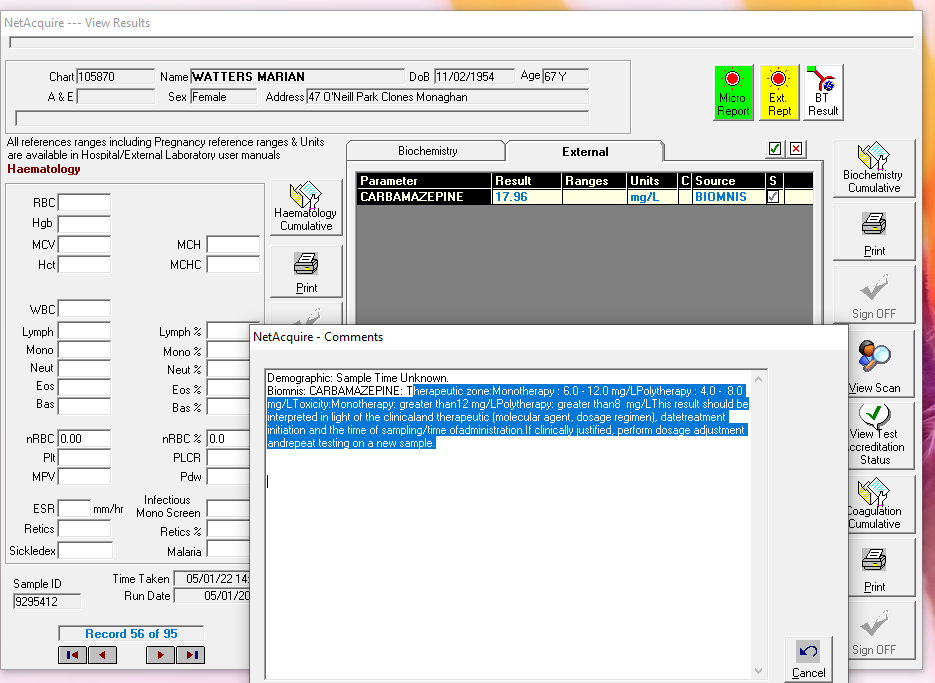 NetAcquire --- View Results
Chart 105870 Name WATTERS MARIAN DoB 11/02/1954 Age 67 Y
A & E Sex Female Address 47 O'Neill Park Clones Monaghan
Micro Report
Ext. Rept
BT Result
All references ranges including Pregnancy reference ranges & Units
are available in Hospital/External Laboratory user manuals
Haematology
Biochemistry External
Parameter Result Ranges Units C Source S
CARBAMAZEPINE 17.96 mg/L BIOMNIS
RBC
Hgb
MCV MCH
Hct MCHC
WBC
Lymph Lymph %
Mono Mono %
Neut Neut %
Eos Eos %
Bas Bas %
nRBC 0.00 nRBC % 0.0
Plt PLCR
MPV Pdw
ESR mm/hr Infectious
Mono Screen
Retics Retics %
Sickledex Malaria
Haematology
Cumulative
Print
Sample ID
9295412
Time Taken 05/01/22 14:
Run Date 05/01/20
Record 56 of 95
NetAcquire - Comments
Demographic: Sample Time Unknown.
Biomnis: CARBAMAZEPINE: Therapeutic zone:Monotherapy : 6.0 - 12.0 mg/LPolytherapy : 4.0 - 8.0
mg/LToxicity:Monotherapy: greater than12 mg/LPolytherapy: greater than8 mg/LThis result should be
interpreted in light of the clinicaland therapeutic (molecular agent, dosage regimen), datetreatment
initiation and the time of sampling/time ofadministration.If clinically justified, perform dosage adjustment
andrepeat testing on a new sample.
Cancel
Biochemistry
Cumulative
Print
Sign OFF
View Scan
View Test
ccreditation
Status
Coagulation
Cumulative
Print
Sign OFF